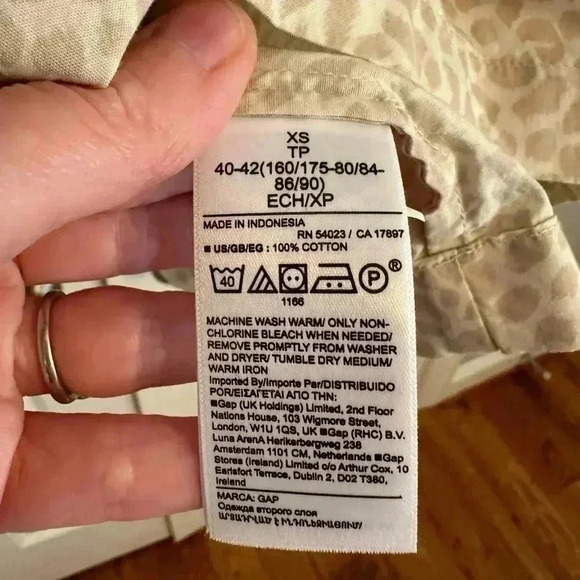 XS
TP
40-42(160/175-80/84-
86/90)
ECH/XP
MADE IN INDONESIA
RN 54023 / CA 17897
■ US/GB/EG : 100% COTTON
40
P
®
1166
MACHINE WASH WARM/ ONLY NON-
CHLORINE BLEACH WHEN NEEDED/
REMOVE PROMPTLY FROM WASHER
AND DRYER/ TUMBLE DRY MEDIUM/
WARM IRON
Imported By/Importe Par/DISTRIBUIDO
POR/ΕΙΣΑΓΕΤΑΙ ΑΠΟ ΤΗΝ:
■Gap (UK Holdings) Limited, 2nd Floor
Nations House, 103 Wigmore Street,
London, W1U 1QS, UK ■Gap (RHC) B.V.
Luna ArenA Herikerbergweg 238
Amsterdam 1101 CM, Netherlands ■Gap
Stores (Ireland) Limited c/o Arthur Cox, 10
Earlsfort Terrace, Dublin 2, D02 T380,
Ireland
МАRCA: GAP
Одежда второго слоя